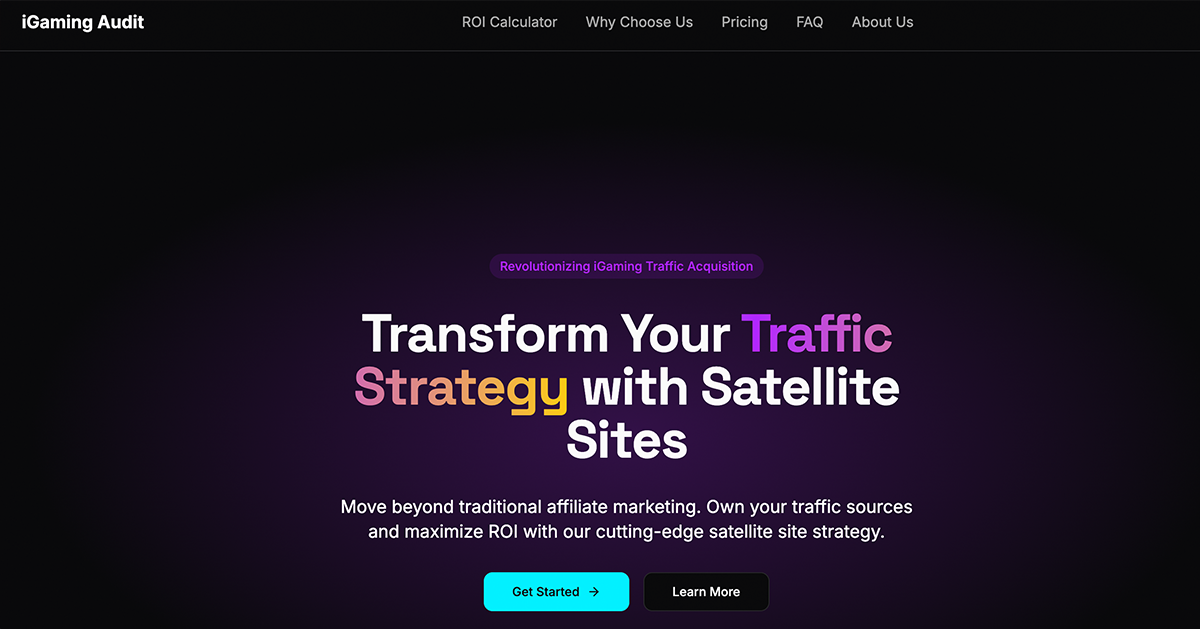 iGaming Audit
ROI Calculator
Why Choose Us
Pricing
FAQ
About Us
Revolutionizing iGaming Traffic Acquisition
Transform Your Traffic
Strategy with Satellite
Sites
Move beyond traditional affiliate marketing. Own your traffic sources
and maximize ROI with our cutting-edge satellite site strategy.
Get Started →
Learn More